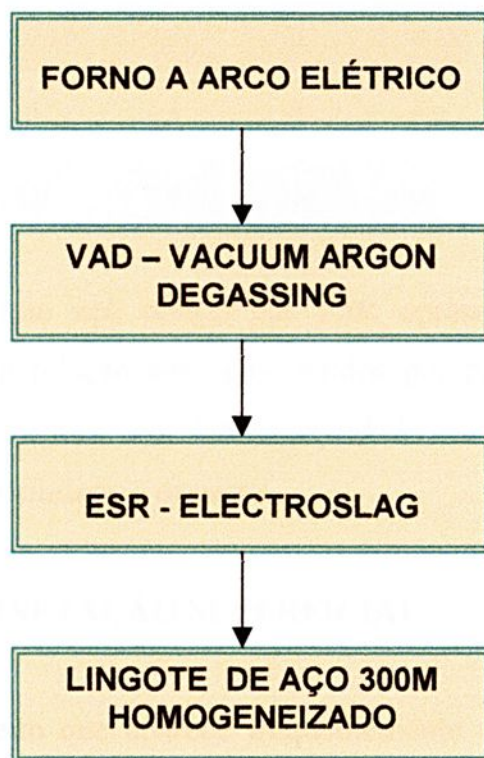 FORNO A ARCO ELÉTRICO
VAD – VACUUM ARGON
DEGASSING
ESR - ELECTROSLAG
LINGOTE DE AÇO 300M
HOMOGENEIZADO